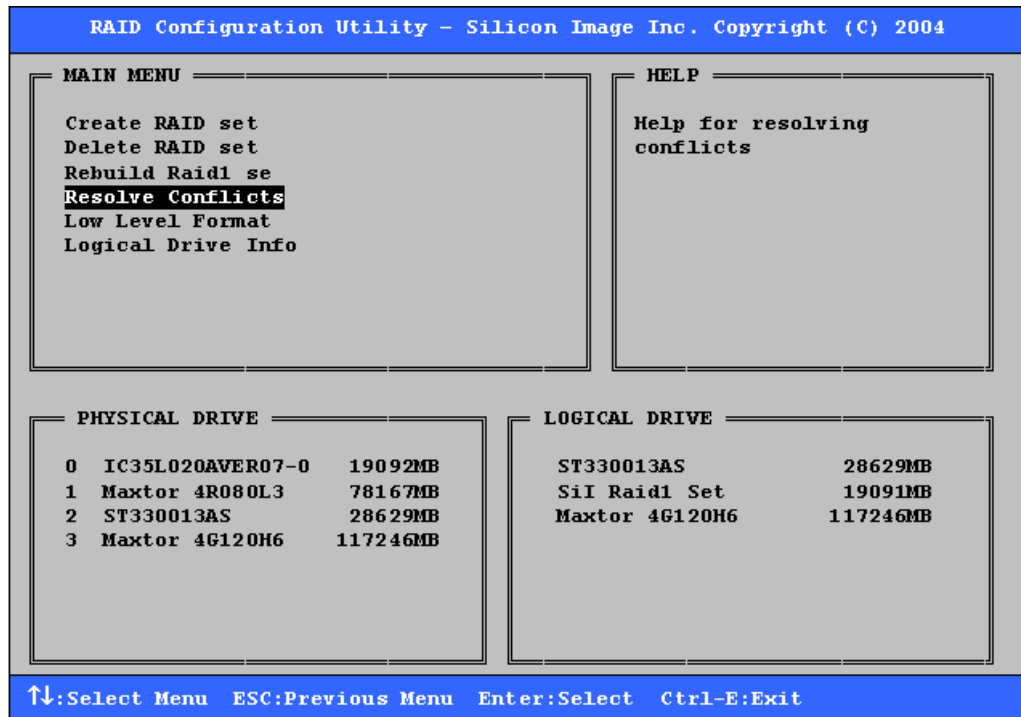 RAID Configuration Utility – Silicon Image Inc. Copyright (C) 2004
MAIN MENU
Create RAID set
Delete RAID set
Rebuild Raid1 se
Resolve Conflicts
Low Level Format
Logical Drive Info
HELP
Help for resolving
conflicts
PHYSICAL DRIVE
0 IC35L020AVER07-0 19092MB
1 Maxtor 4R080L3 78167MB
2 ST330013AS 28629MB
3 Maxtor 4G120H6 117246MB
LOGICAL DRIVE
ST330013AS 28629MB
SiI Raid1 Set 19091MB
Maxtor 4G120H6 117246MB
↑↓:Select Menu ESC:Previous Menu Enter:Select Ctrl-E:Exit